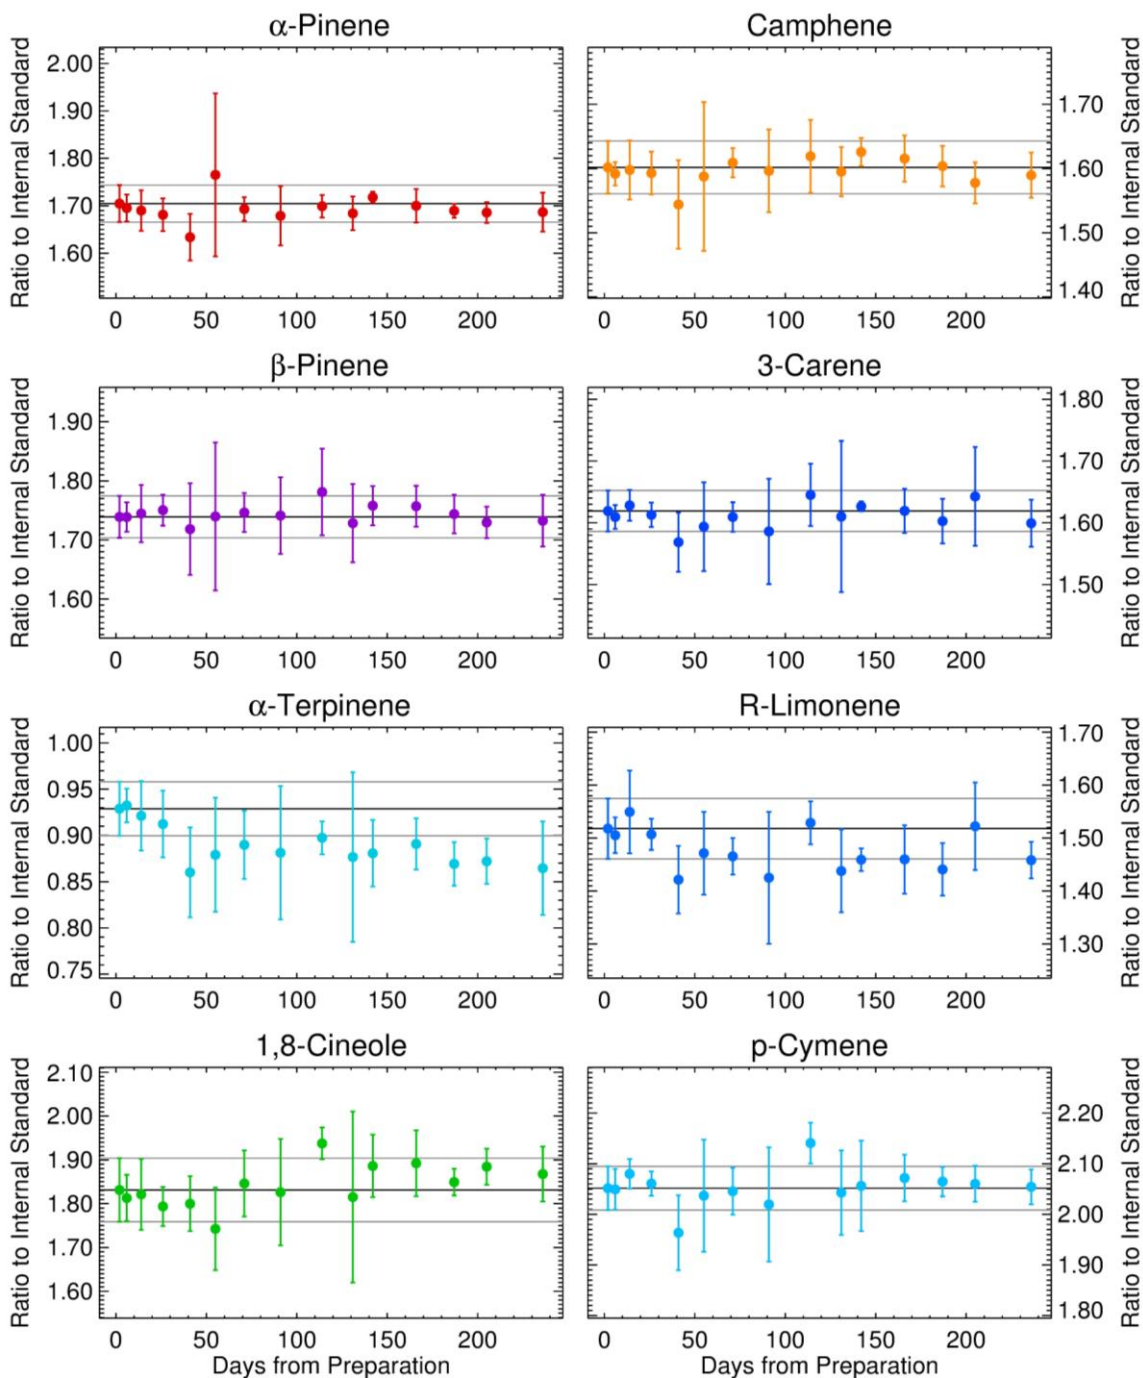 α-Pinene
Ratio to Internal Standard
2.00
1.90
1.80
1.70
1.60
0 50 100 150 200
Camphene
1.70
1.60
1.50
1.40
Ratio to Internal Standard
0 50 100 150 200
β-Pinene
Ratio to Internal Standard
1.90
1.80
1.70
1.60
0 50 100 150 200
3-Carene
1.80
1.70
1.60
1.50
Ratio to Internal Standard
0 50 100 150 200
α-Terpinene
Ratio to Internal Standard
1.00
0.95
0.90
0.85
0.80
0.75
0 50 100 150 200
R-Limonene
1.70
1.60
1.50
1.40
1.30
Ratio to Internal Standard
0 50 100 150 200
1,8-Cineole
Ratio to Internal Standard
2.10
2.00
1.90
1.80
1.70
1.60
0 50 100 150 200
Days from Preparation
p-Cymene
2.20
2.10
2.00
1.90
1.80
Ratio to Internal Standard
0 50 100 150 200
Days from Preparation